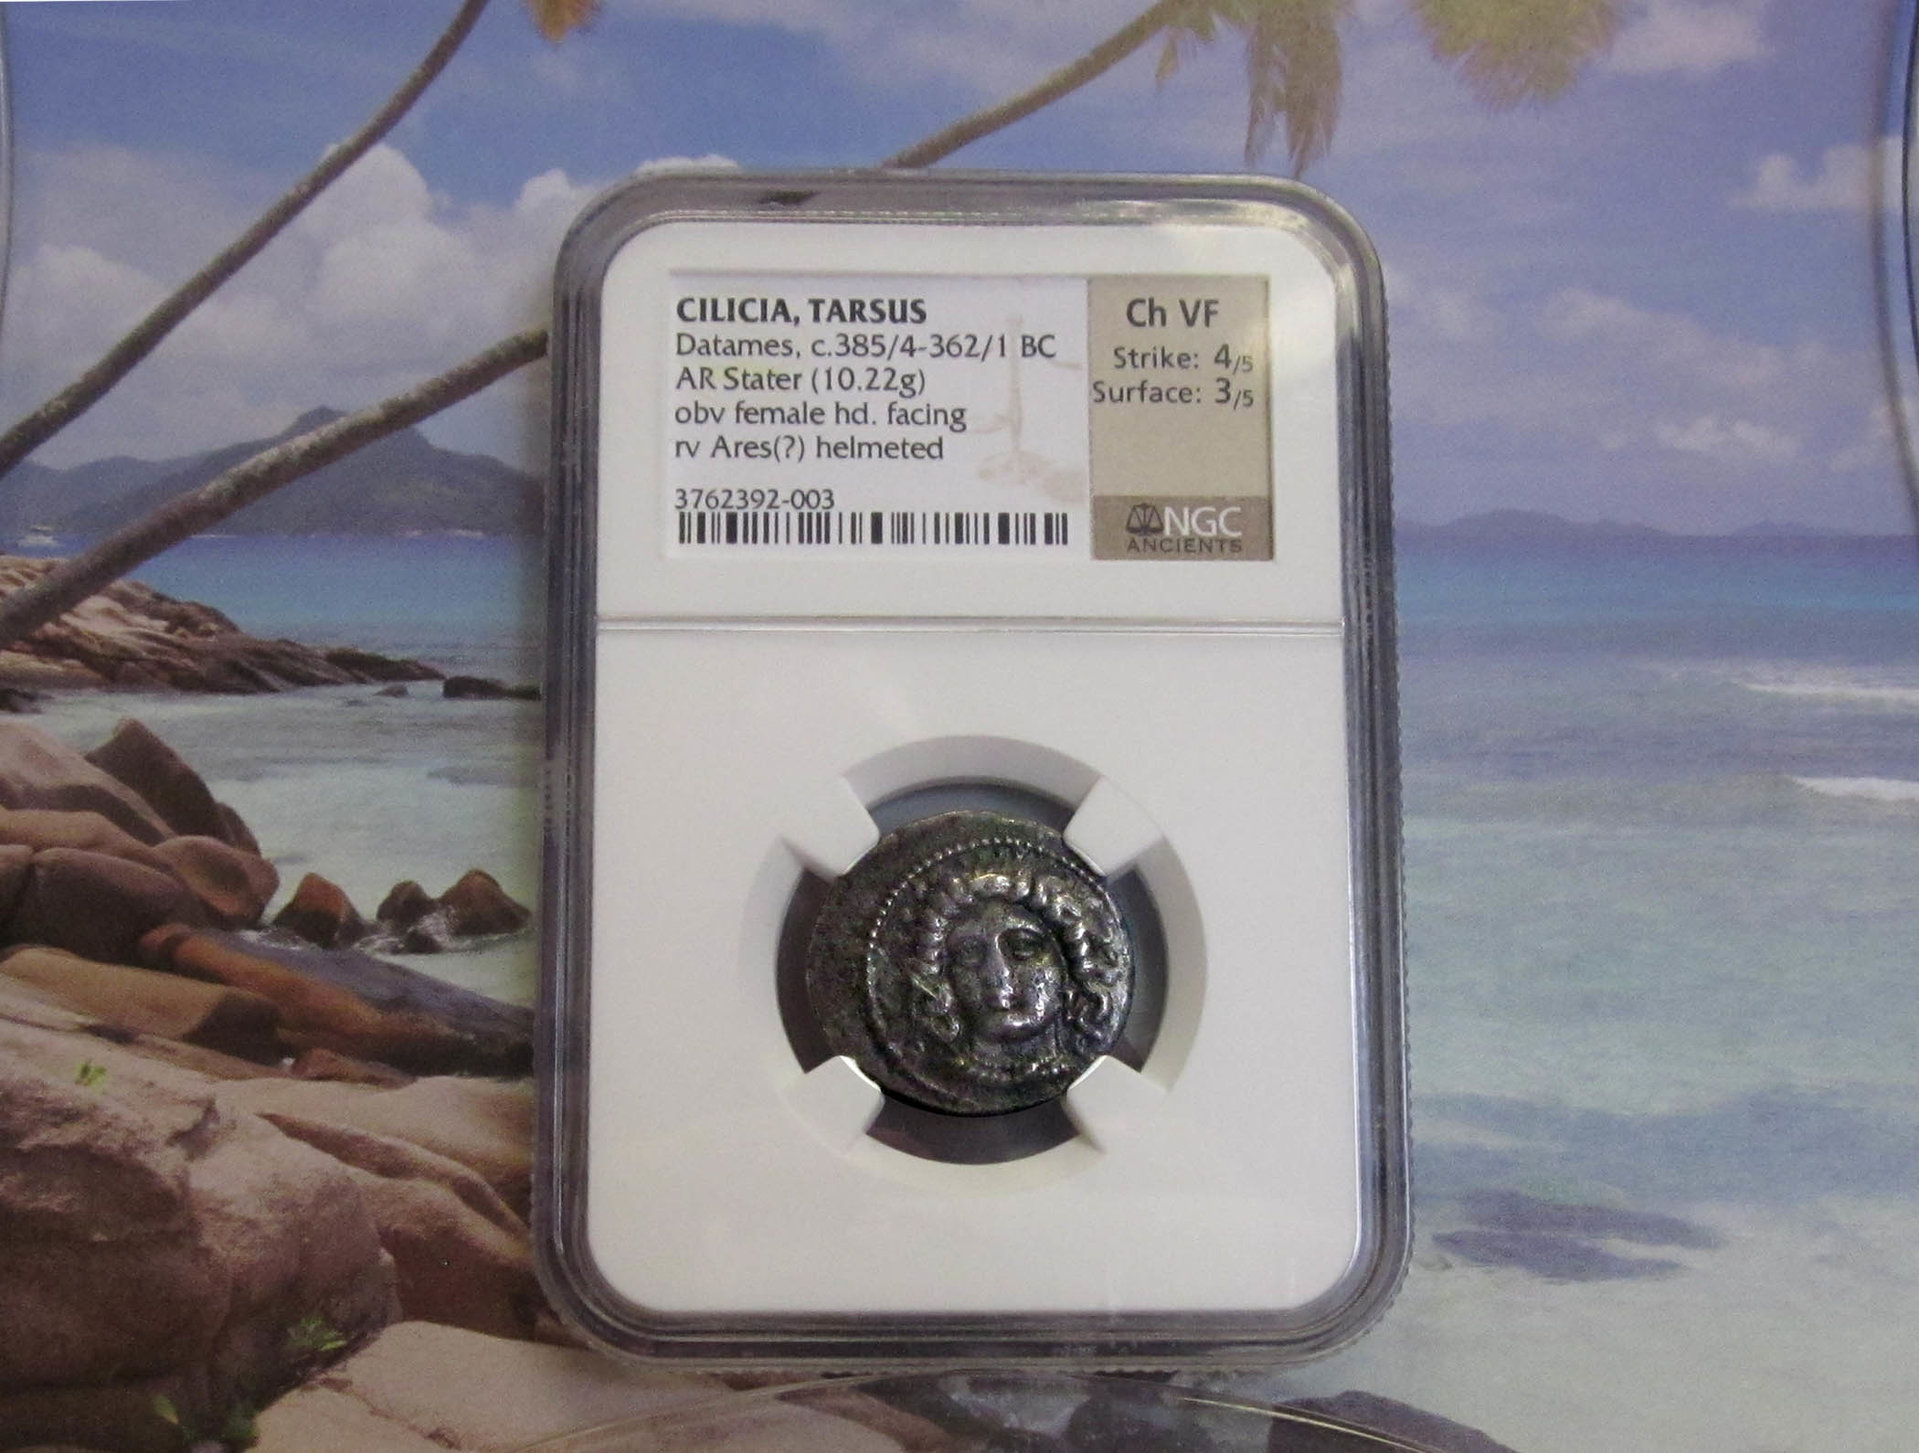 CILICIA, TARSUS
Datames, c.385/4-362/1 BC
AR Stater (10.22g)
obv female hd. facing
rv Ares(?) helmeted
3762392-003
Ch VF
Strike: 4/5
Surface: 3/5
NGC
ANCIENTS